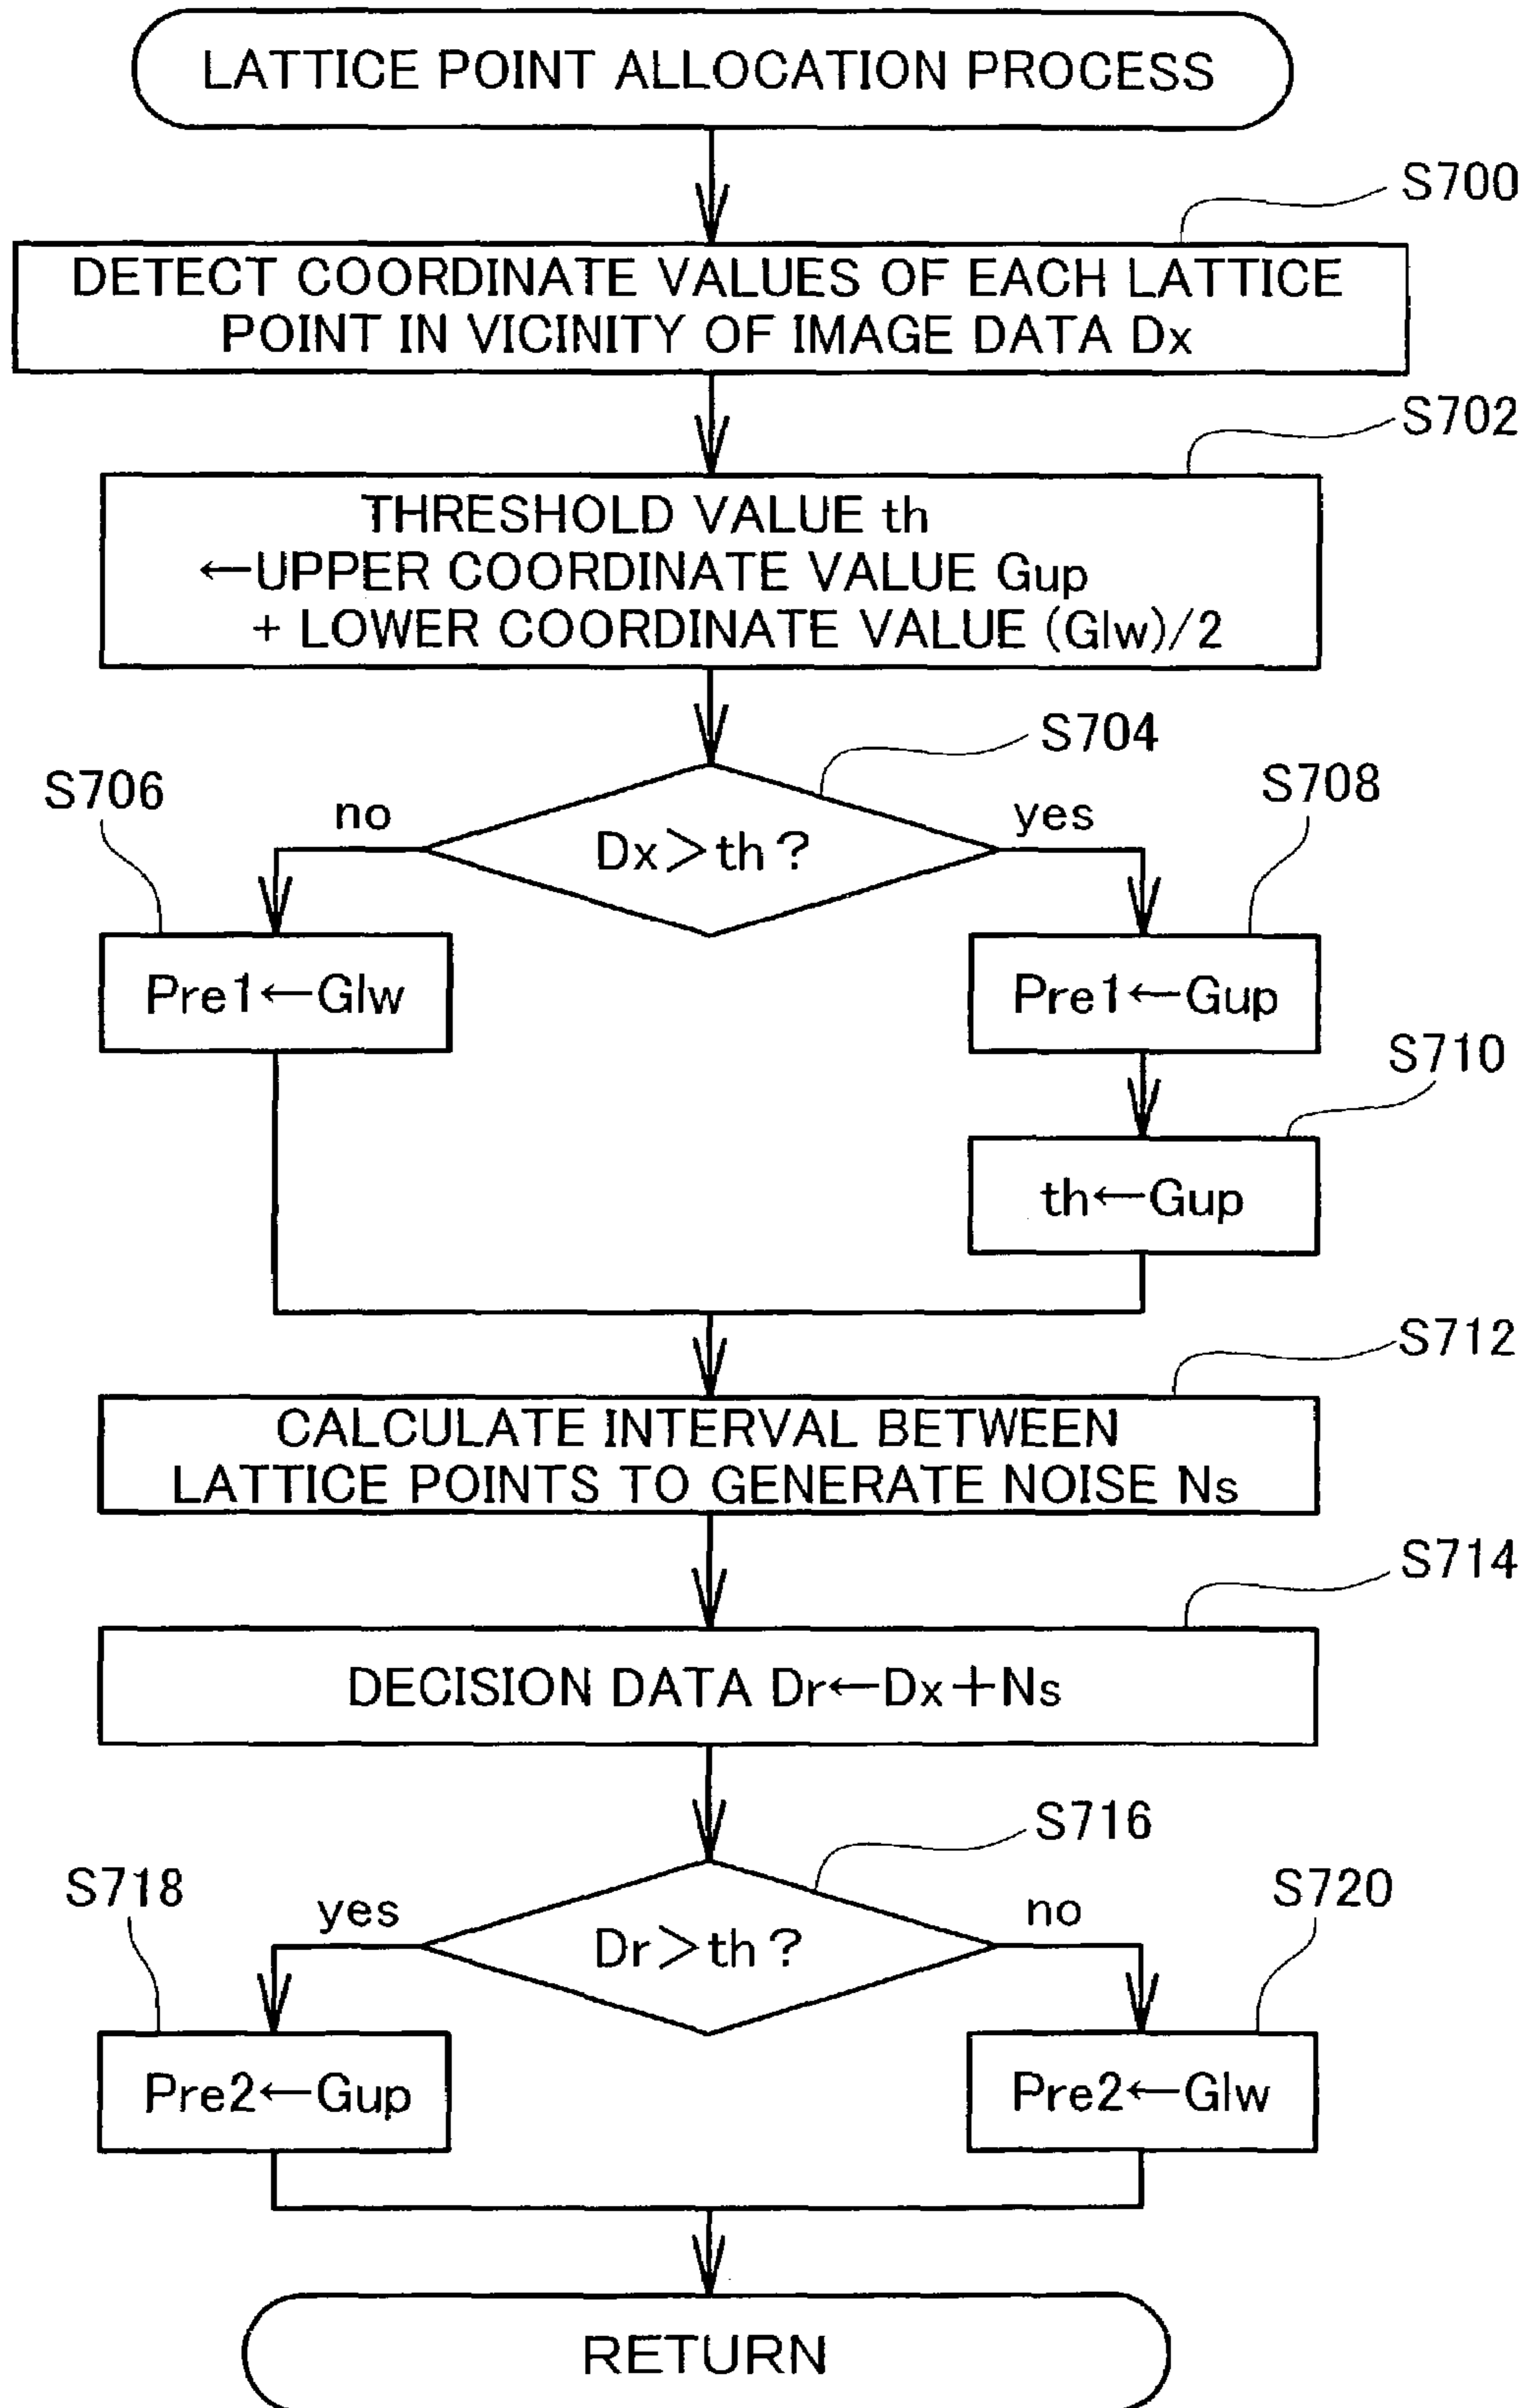 LATTICE POINT ALLOCATION PROCESS
S700
DETECT COORDINATE VALUES OF EACH LATTICE
POINT IN VICINITY OF IMAGE DATA Dx
S702
THRESHOLD VALUE th
←UPPER COORDINATE VALUE Gup
+ LOWER COORDINATE VALUE (Glw)/2
S704
Dx>th?
S706
no
yes
S708
Pre1←Glw
Pre1←Gup
S710
th←Gup
S712
CALCULATE INTERVAL BETWEEN
LATTICE POINTS TO GENERATE NOISE Ns
S714
DECISION DATA Dr←Dx+Ns
S716
Dr>th?
S718
yes
no
S720
Pre2←Gup
Pre2←Glw
RETURN